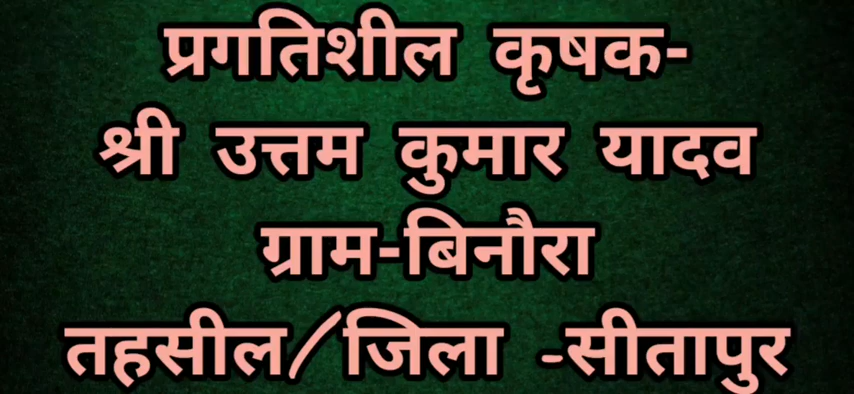 प्रगतिशील कृषक-
श्री उत्तम कुमार यादव
ग्राम-बिनौरा
तहसील/जिला -सीतापुर